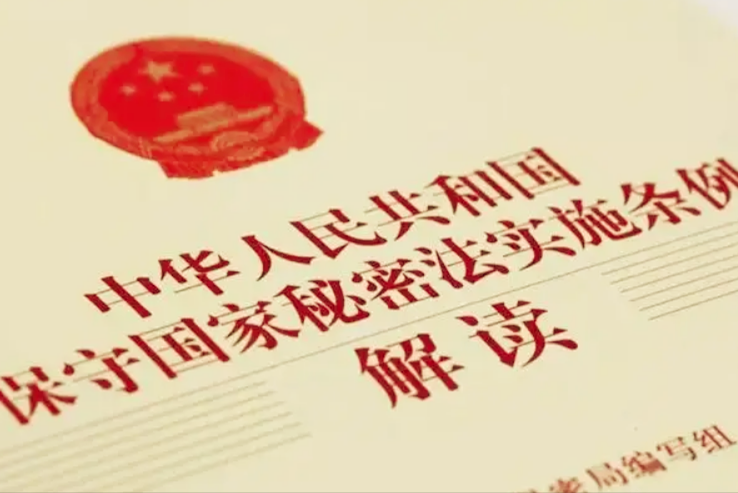 中华人民共和国
保守国家秘密法实施条例
解读
局编写组